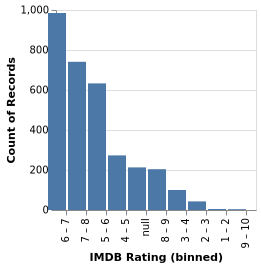 1,000
800
600
400
200
0
Count of Records
6 – 7
7 – 8
5 – 6
4 – 5
null
8 – 9
3 – 4
2 – 3
1 – 2
9 – 10
IMDB Rating (binned)